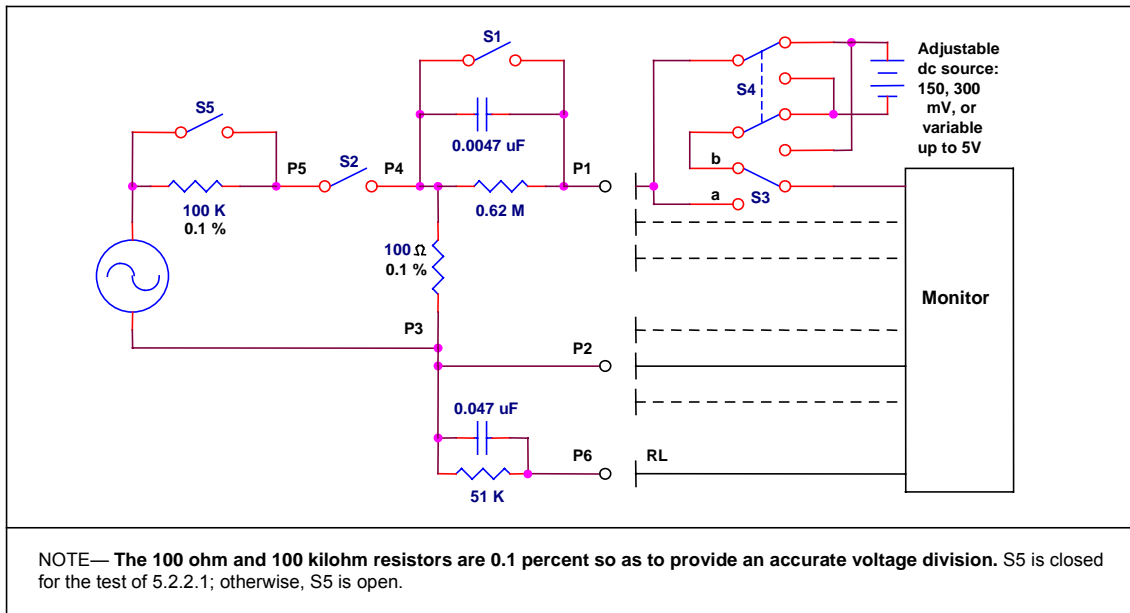 S1
S5
S4
Adjustable
dc source:
150, 300
mV, or
variable
up to 5V
0.0047 uF
P5
S2
P4
P1
b
a
S3
100 K
0.1 %
0.62 M
100 Ω
0.1 %
Monitor
P3
P2
0.047 uF
P6
RL
51 K
NOTE— The 100 ohm and 100 kilohm resistors are 0.1 percent so as to provide an accurate voltage division. S5 is closed
for the test of 5.2.2.1; otherwise, S5 is open.